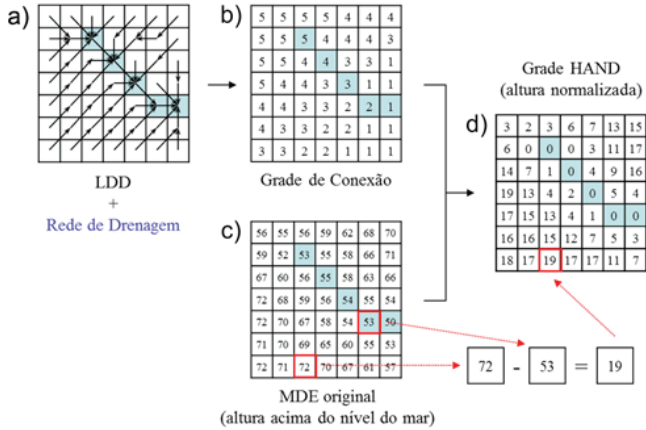 a)
LDD
+
Rede de Drenagem
b)
5 5 5 5 4 4 4
5 5 5 4 4 4 3
5 5 4 4 3 3 1
5 5 4 4 3 1 1
4 4 3 3 2 2 1
4 3 3 2 2 1 1
3 3 2 2 1 1 1
Grade de Conexão
c)
56 55 56 59 62 68 70
59 52 53 55 58 66 71
67 60 56 55 58 63 66
72 68 59 56 54 55 54
72 70 67 58 54 53 50
71 70 69 65 60 55 53
72 71 72 70 67 61 57
MDE original
(altura acima do nível do mar)
Grade HAND
(altura normalizada)
d)
3 2 3 6 7 13 15
6 0 0 0 3 11 17
14 7 1 0 4 9 16
19 13 4 2 0 5 4
17 15 13 4 1 0 0
16 16 15 12 7 5 3
18 17 19 17 17 11 7
72 - 53 = 19